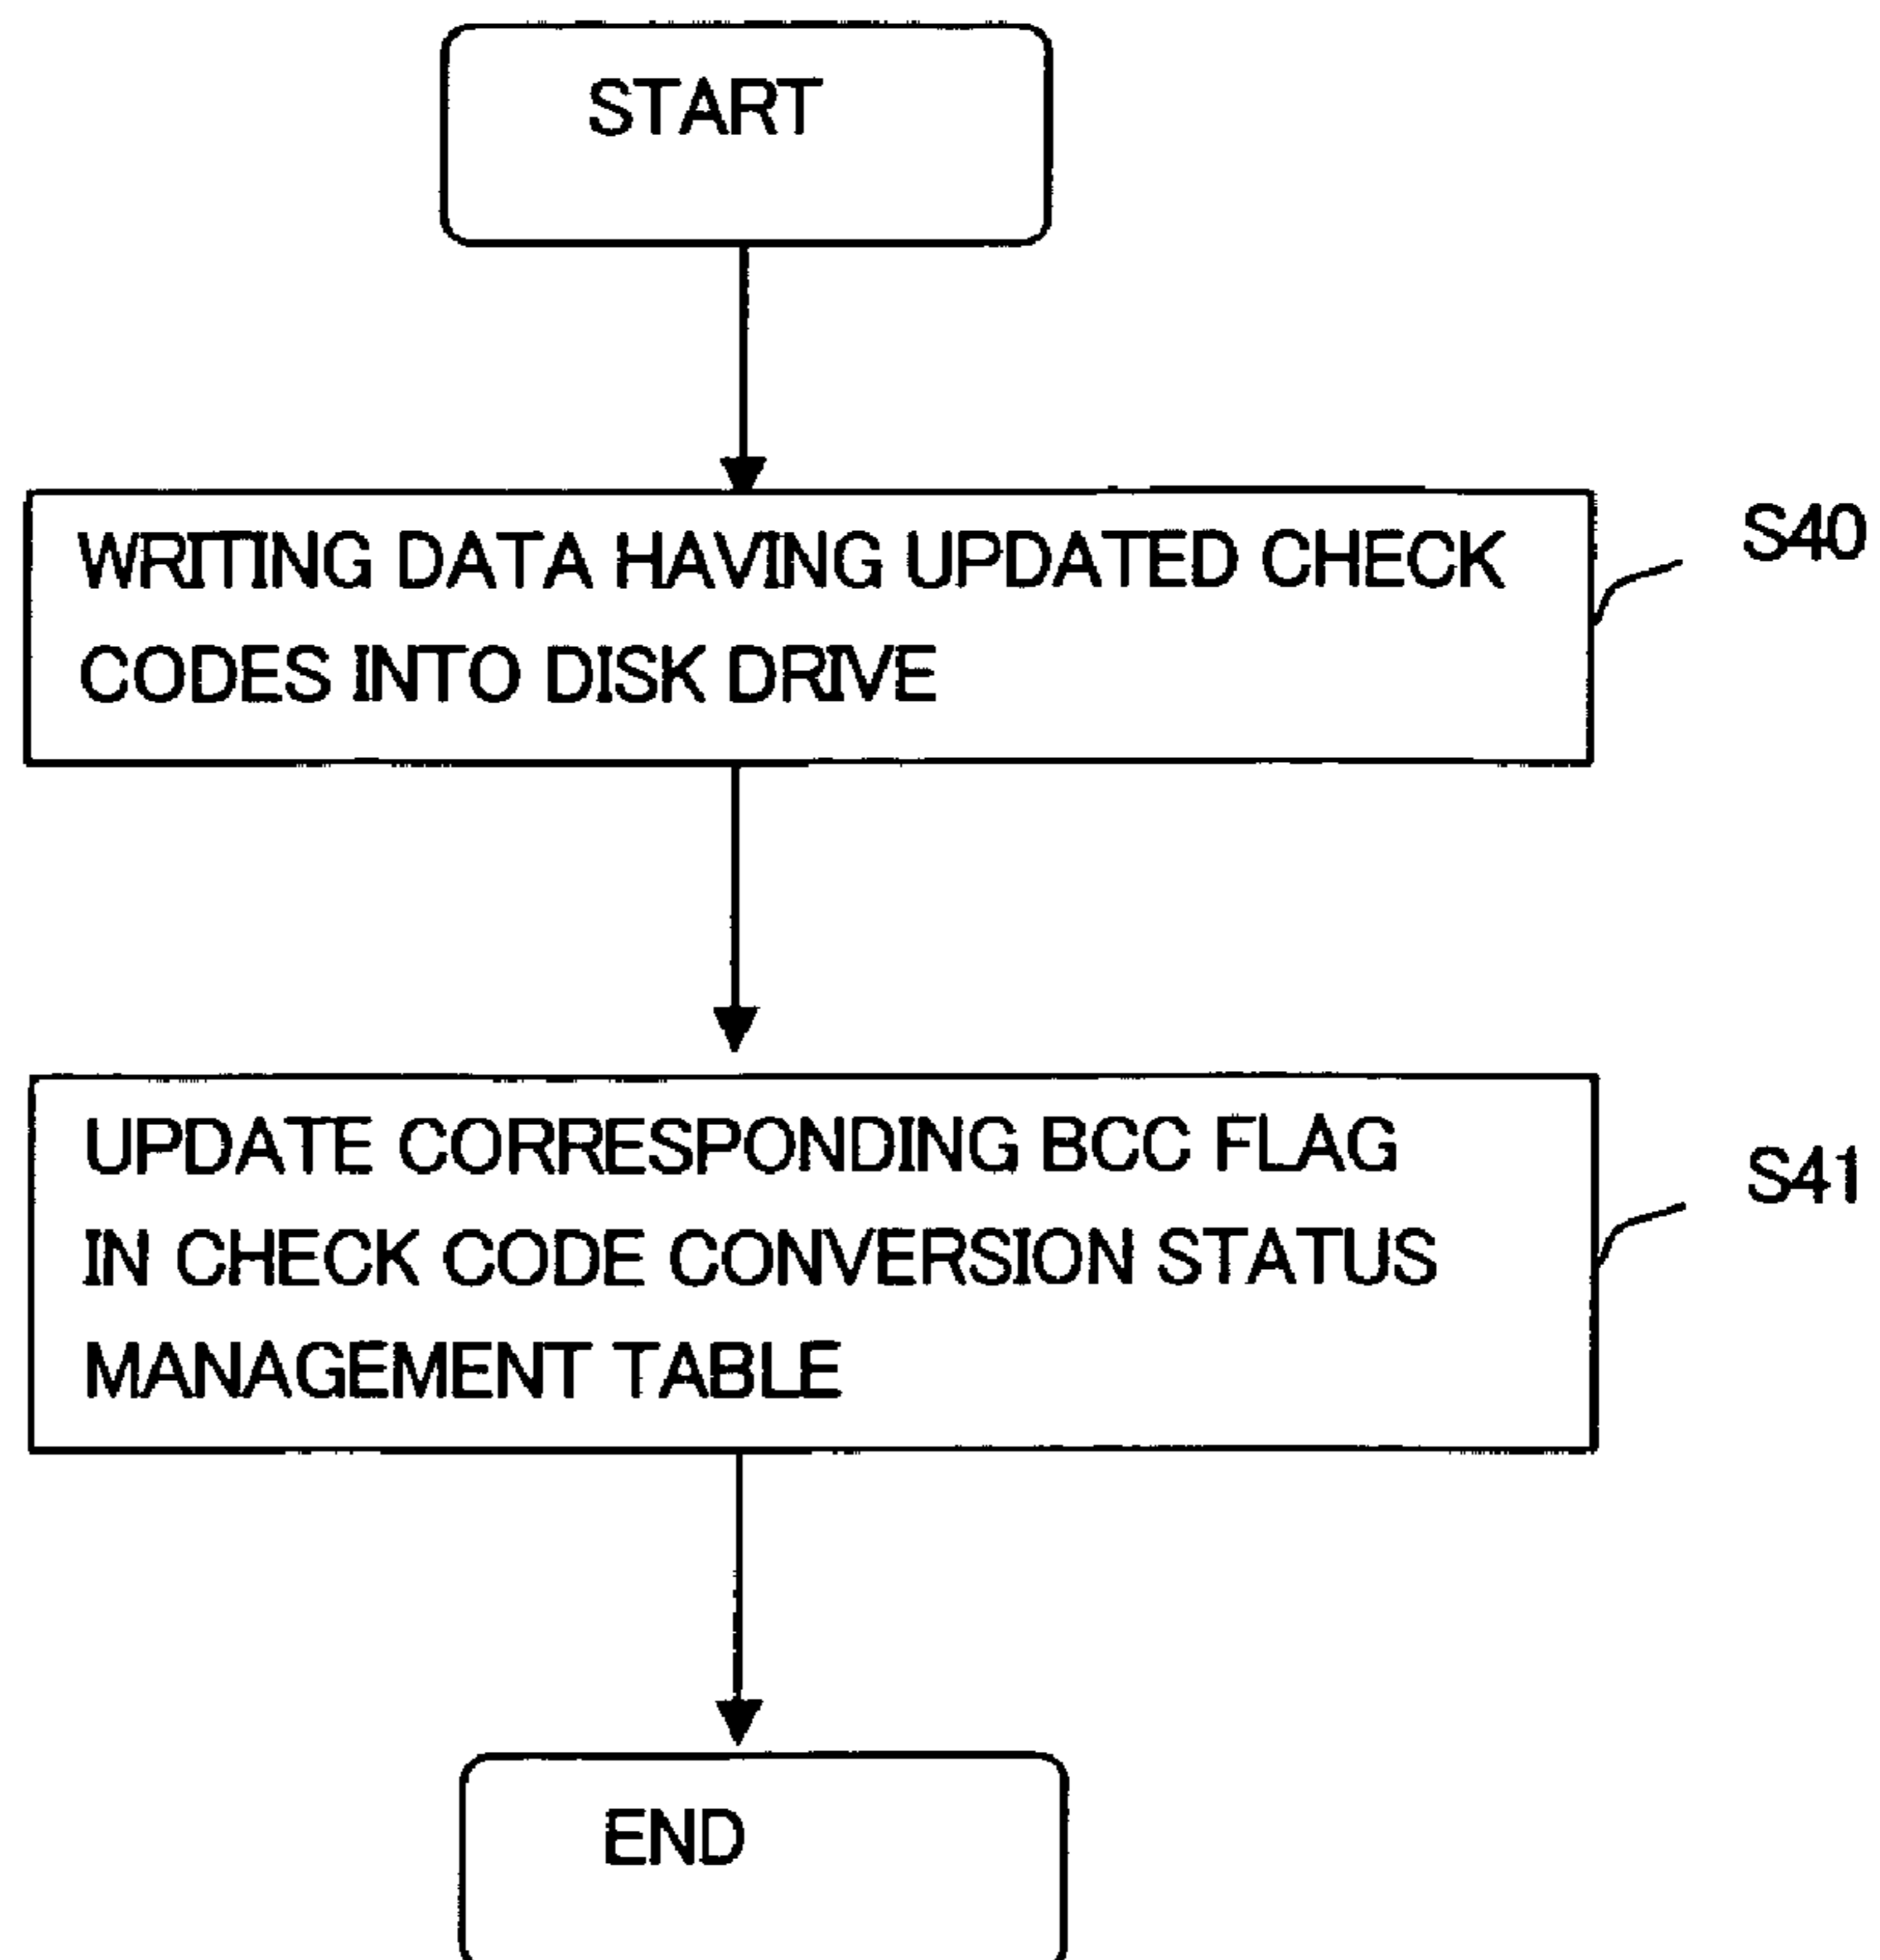 START
WRITING DATA HAVING UPDATED CHECK
CODES INTO DISK DRIVE
S40
UPDATE CORRESPONDING BCC FLAG
IN CHECK CODE CONVERSION STATUS
MANAGEMENT TABLE
S41
END